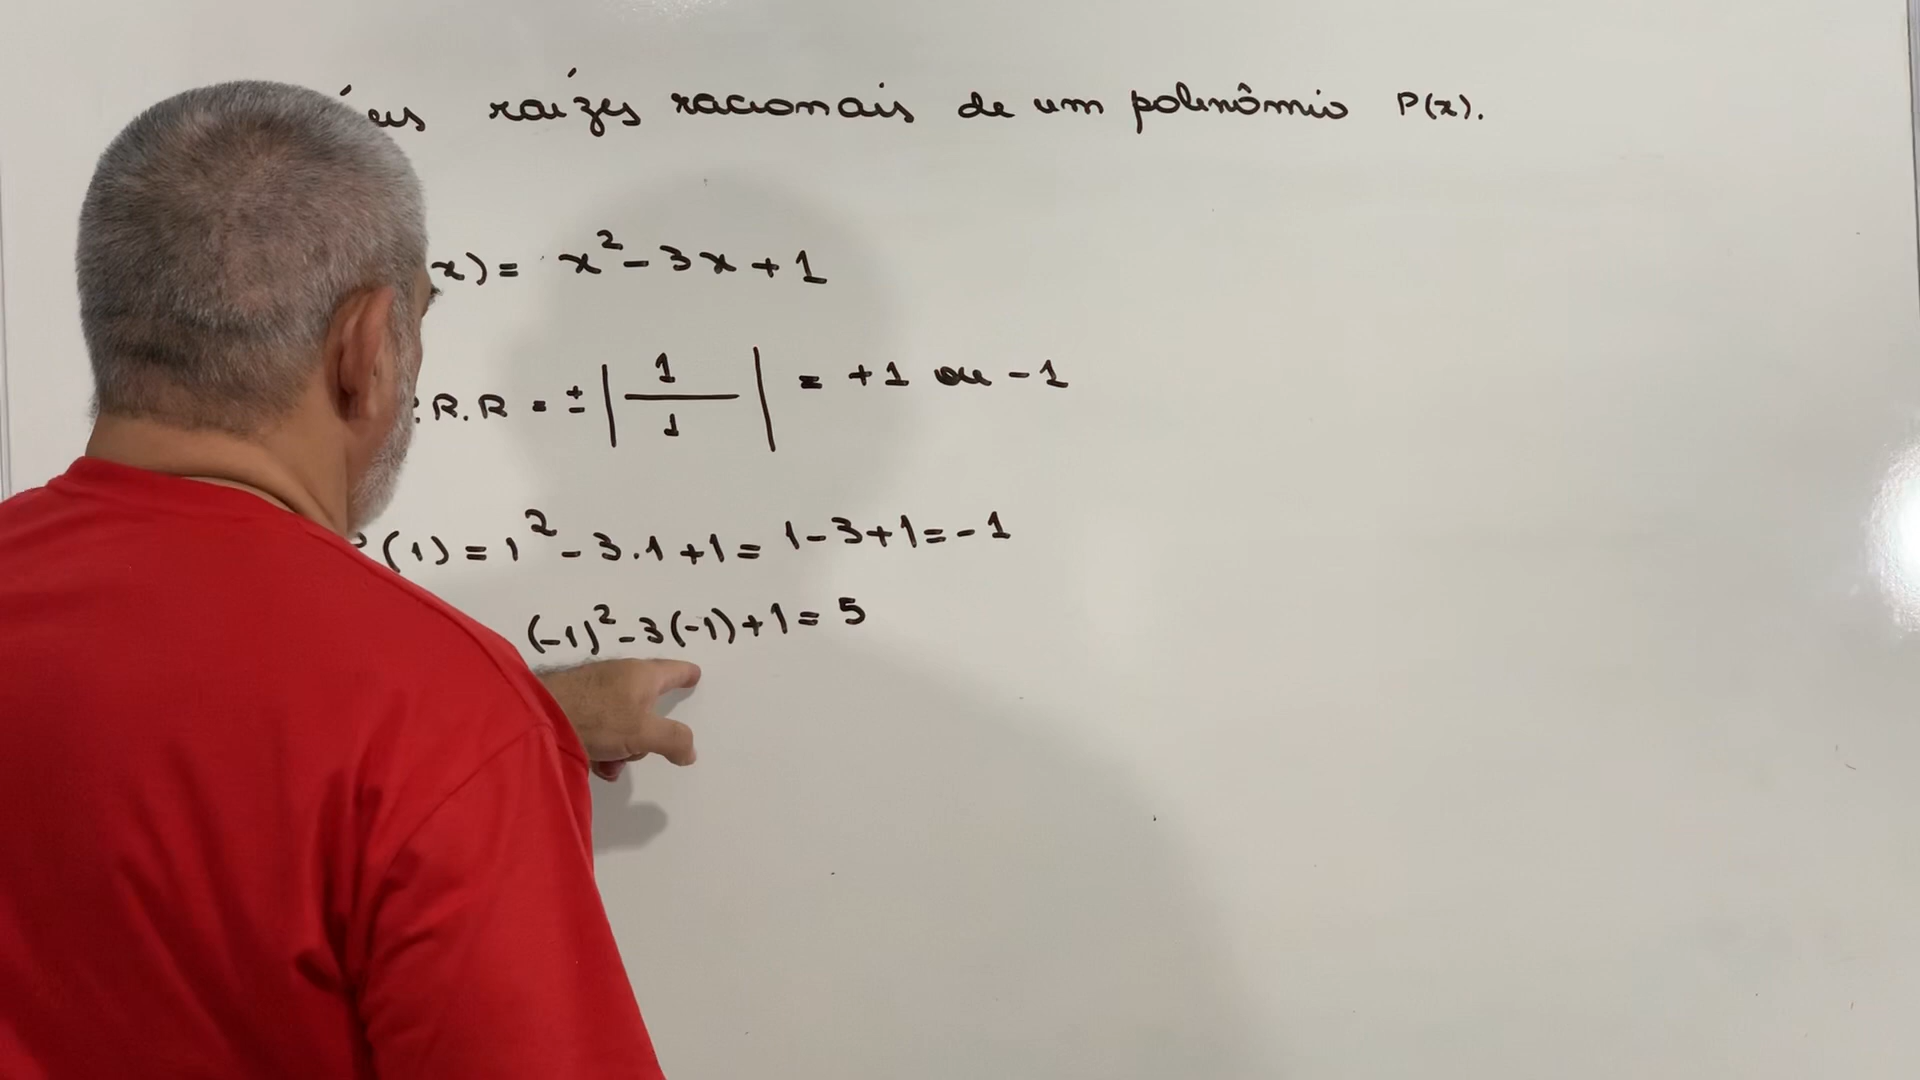 raízes racionais de um polinômio P(x).
x) = x² - 3x + 1
.R.R = ± | 1/1 | = +1 ou -1
(1) = 1² - 3.1 + 1 = 1 - 3 + 1 = -1
(-1)² - 3(-1) + 1 = 5